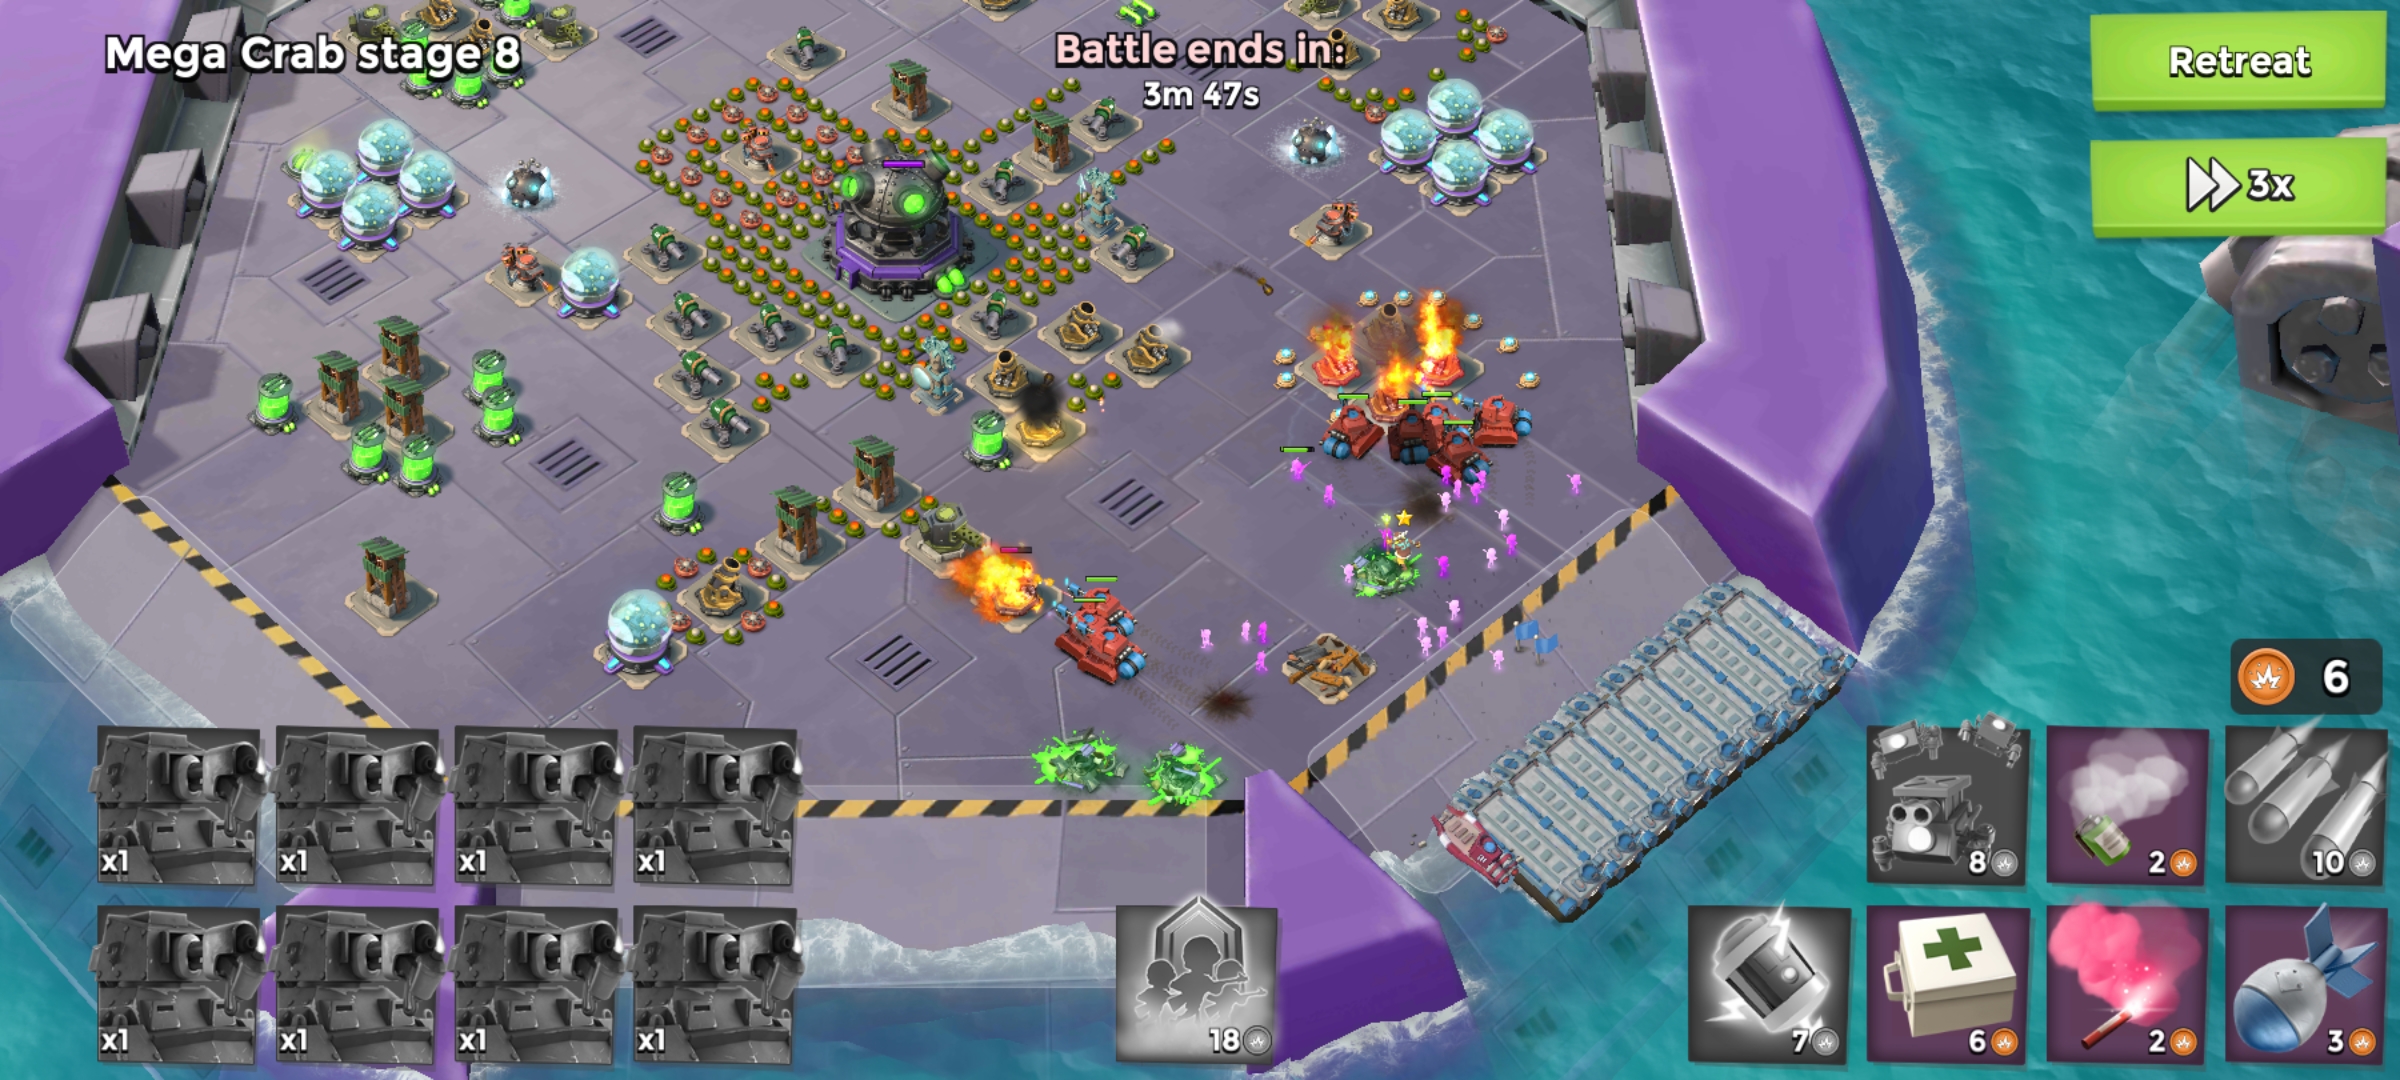 Mega Crab stage 8
Battle ends in:
3m 47s
Retreat
3x
6
8
2
10
x1
x1
x1
x1
x1
x1
x1
x1
18
7
6
2
3